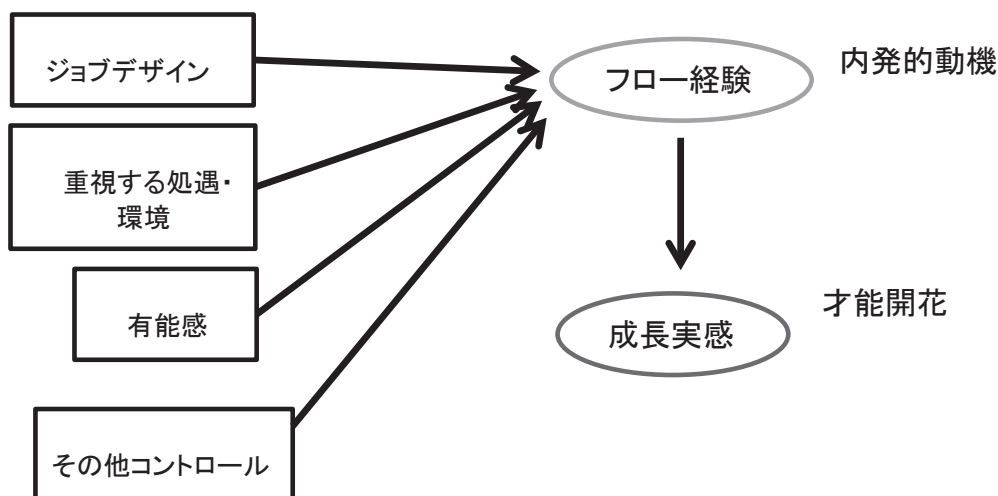 ジョブデザイン
重視する処遇・
環境
有能感
その他コントロール
フロー経験
内発的動機
成長実感
才能開花